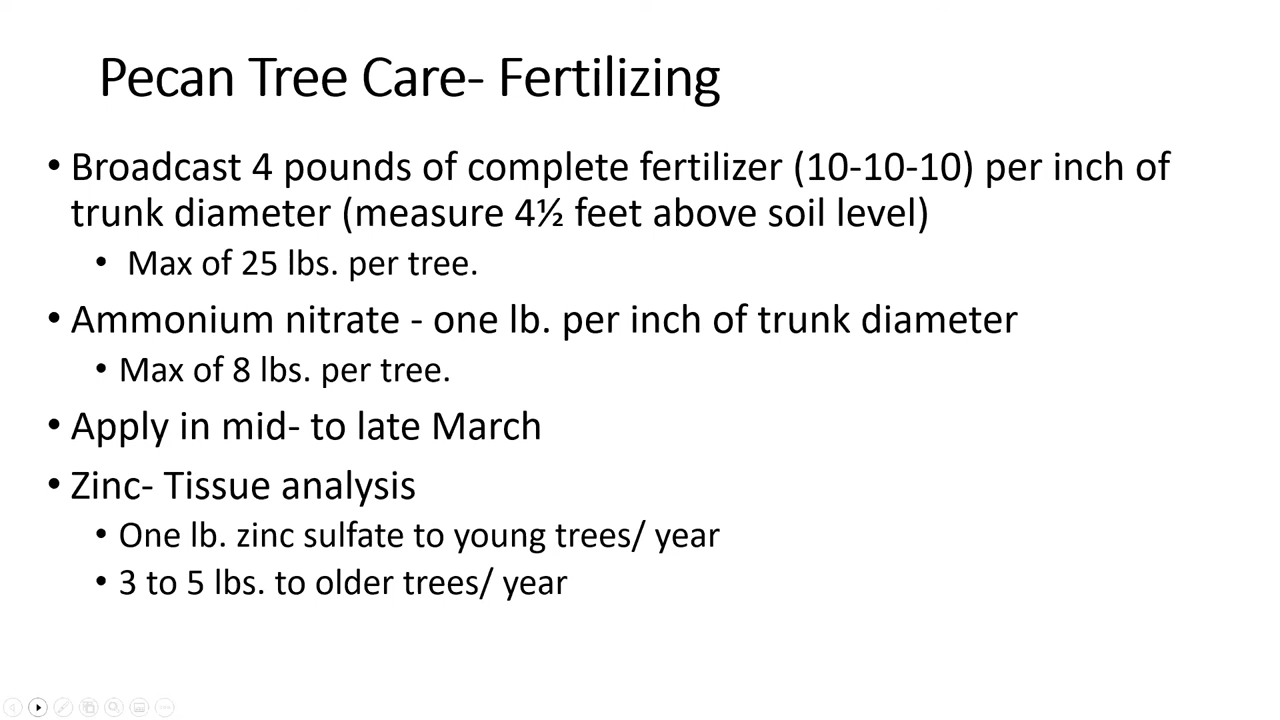 Pecan Tree Care- Fertilizing
• Broadcast 4 pounds of complete fertilizer (10-10-10) per inch of
trunk diameter (measure 4½ feet above soil level)
• Max of 25 lbs. per tree.
• Ammonium nitrate - one lb. per inch of trunk diameter
• Max of 8 lbs. per tree.
• Apply in mid- to late March
• Zinc- Tissue analysis
• One lb. zinc sulfate to young trees/ year
• 3 to 5 lbs. to older trees/ year